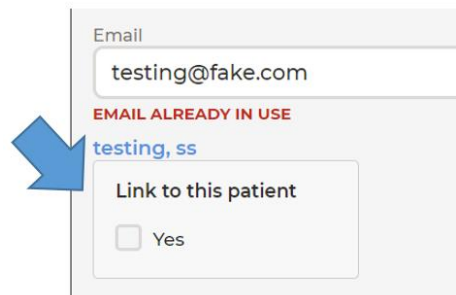 Email
testing@fake.com
EMAIL ALREADY IN USE
testing, ss
Link to this patient
Yes